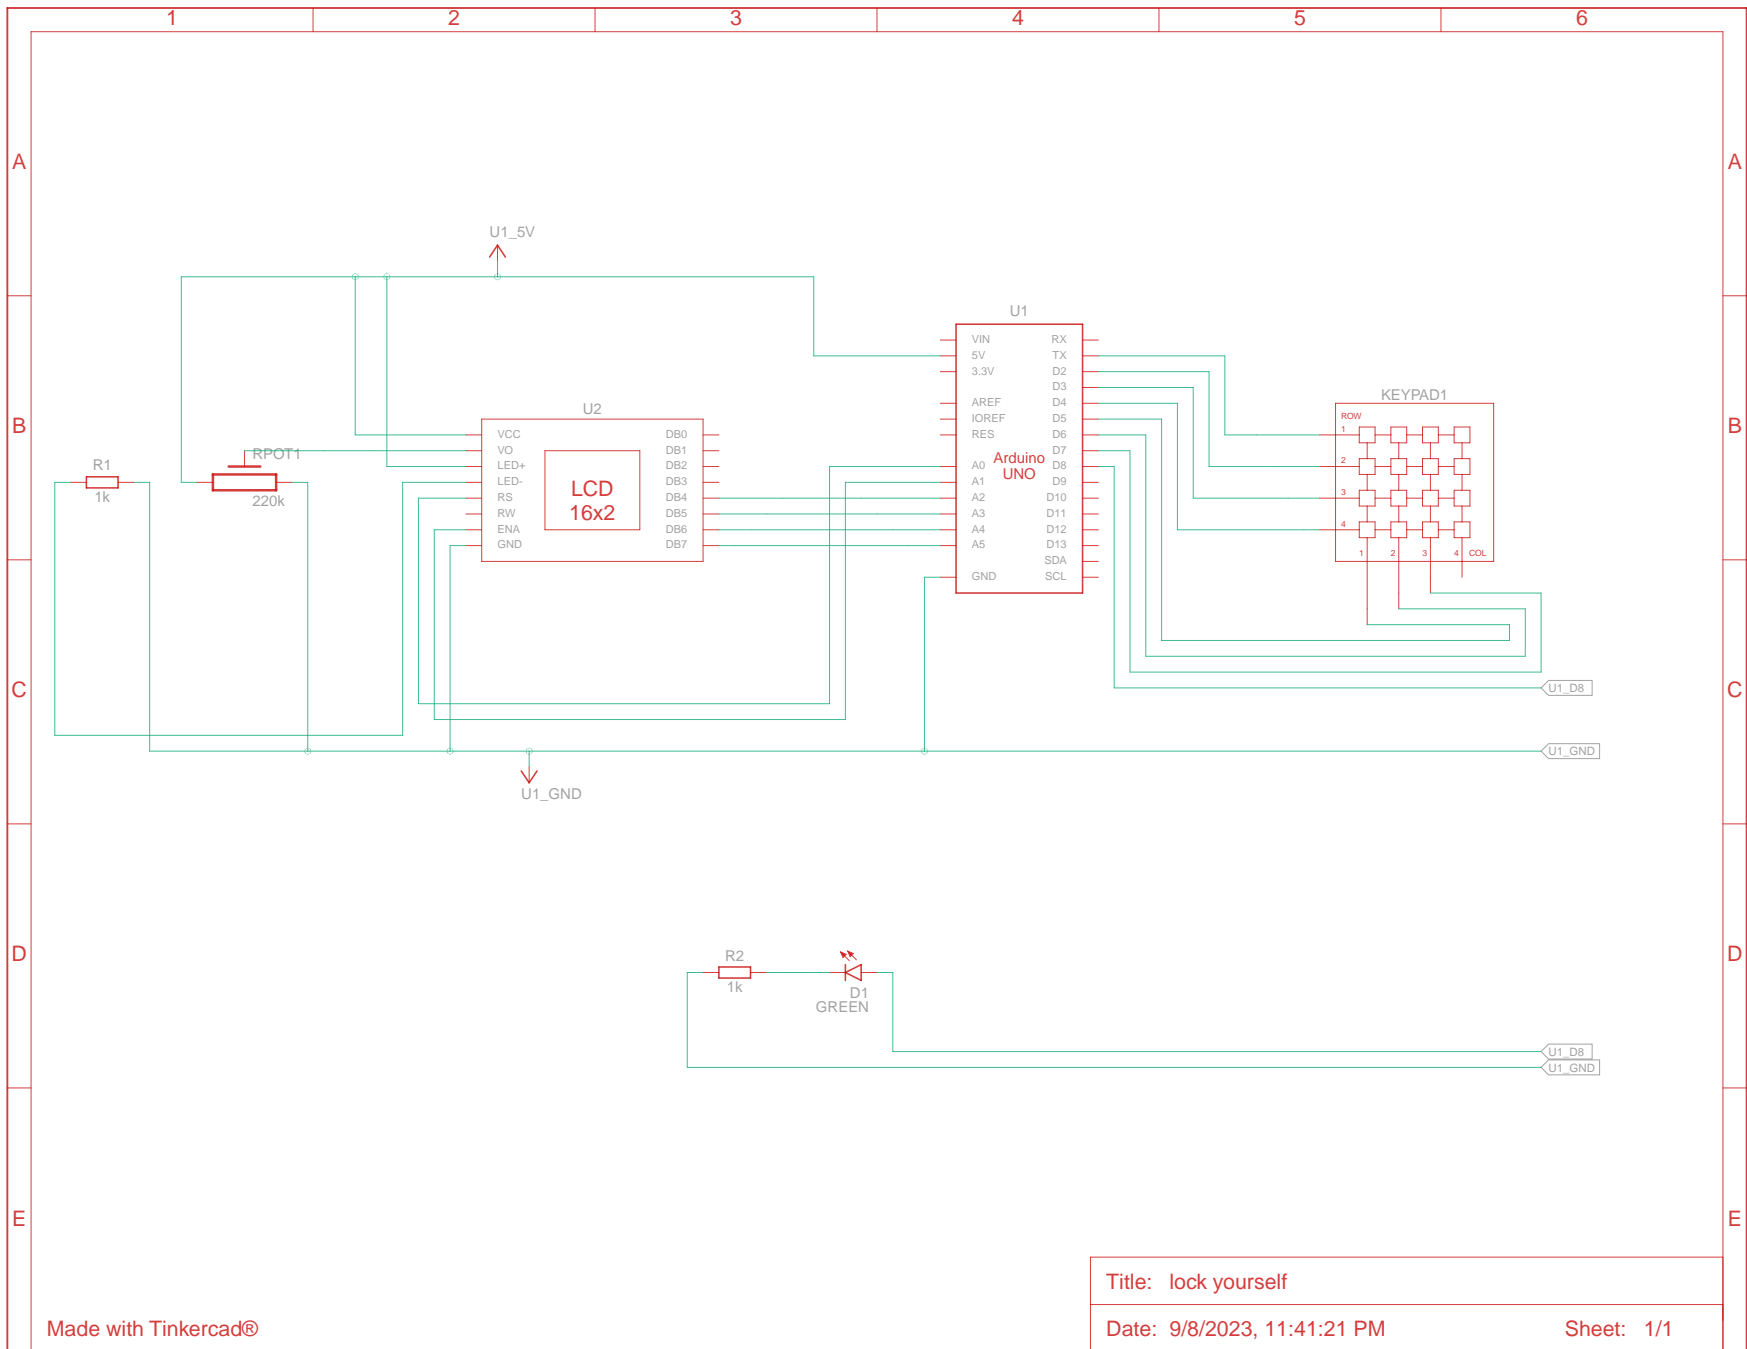 1 2 3 4 5 6
A A
U1_5V
U1
B B
VIN RX
5V TX
3.3V D2
D3
AREF D4
IOREF D5
RES D6
D7
A0 D8
A1 D9
A2 D10
A3 D11
A4 D12
A5 D13
SDA
GND SCL
Arduino
UNO
KEYPAD1
ROW
1
2
3
4
1 2 3 4 COL
U2
VCC DB0
VO DB1
LED+ DB2
LED- DB3
RS DB4
RW DB5
ENA DB6
GND DB7
LCD
16x2
RPOT1
220k
R1
1k
C C
U1_D8
U1_GND
U1_GND
D D
R2
1k
D1
GREEN
U1_D8
U1_GND
E E
Title: lock yourself
Made with Tinkercad®
Date: 9/8/2023, 11:41:21 PM Sheet: 1/1